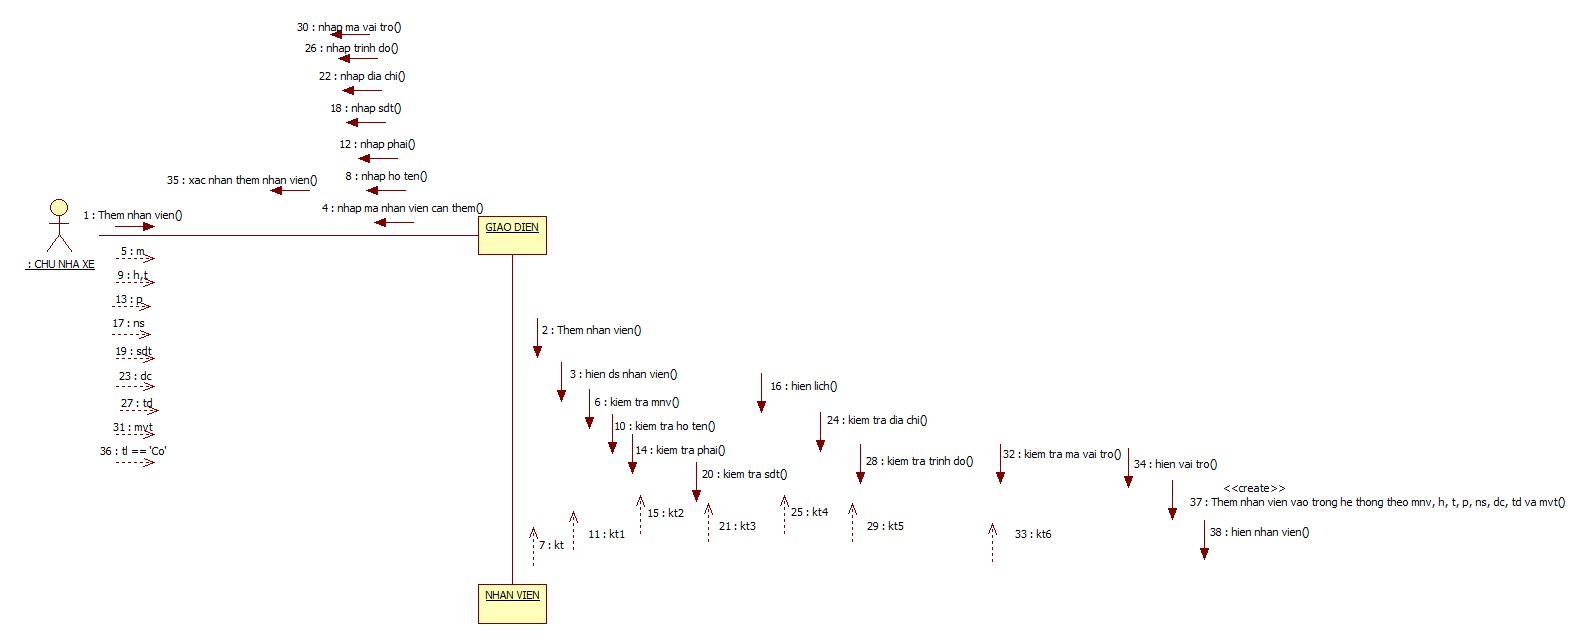 30 : nhap ma vai tro()
26 : nhap trinh do()
22 : nhap dia chi()
18 : nhap sdt()
12 : nhap phai()
35 : xac nhan them nhan vien()
8 : nhap ho ten()
4 : nhap ma nhan vien can them()
1 : Them nhan vien()
GIAO DIEN
5 : m
: CHU NHA XE
9 : h,t
13 : p
17 : ns
19 : sdt
23 : dc
27 : td
31 : mvt
36 : tl == 'Co'
2 : Them nhan vien()
3 : hien ds nhan vien()
16 : hien lich()
6 : kiem tra mnv()
10 : kiem tra ho ten()
24 : kiem tra dia chi()
14 : kiem tra phai()
32 : kiem tra ma vai tro()
28 : kiem tra trinh do()
34 : hien vai tro()
20 : kiem tra sdt()
<<create>>
37 : Them nhan vien vao trong he thong theo mnv, h, t, p, ns, dc, td va mvt()
15 : kt2
25 : kt4
21 : kt3
29 : kt5
11 : kt1
33 : kt6
38 : hien nhan vien()
7 : kt
NHAN VIEN